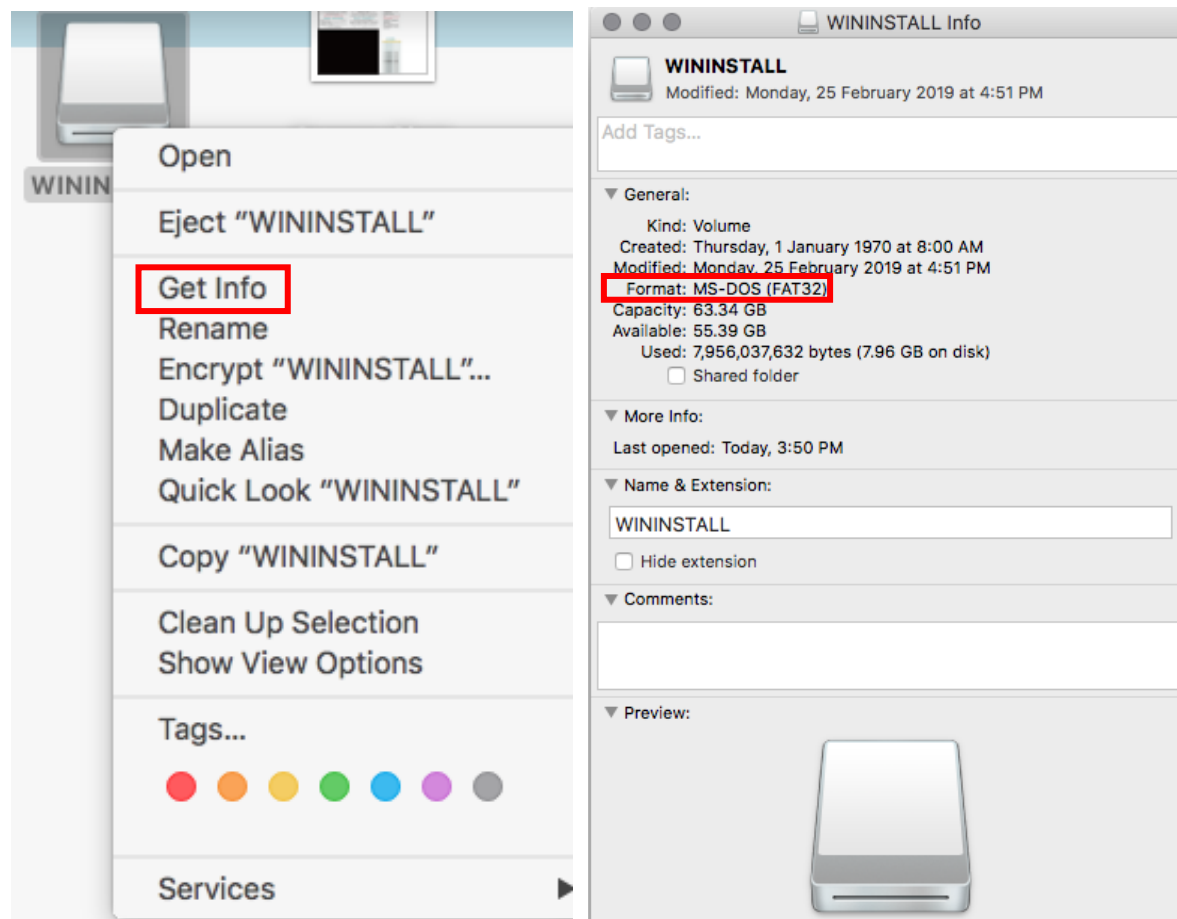 WININ
Open
Eject “WININSTALL”
Get Info
Rename
Encrypt “WININSTALL”...
Duplicate
Make Alias
Quick Look “WININSTALL”
Copy “WININSTALL”
Clean Up Selection
Show View Options
Tags...
Services
WININSTALL Info
WININSTALL
Modified: Monday, 25 February 2019 at 4:51 PM
Add Tags...
General:
Kind: Volume
Created: Thursday, 1 January 1970 at 8:00 AM
Modified: Monday, 25 February 2019 at 4:51 PM
Format: MS-DOS (FAT32)
Capacity: 63.34 GB
Available: 55.39 GB
Used: 7,956,037,632 bytes (7.96 GB on disk)
Shared folder
More Info:
Last opened: Today, 3:50 PM
Name & Extension:
WININSTALL
Hide extension
Comments:
Preview: